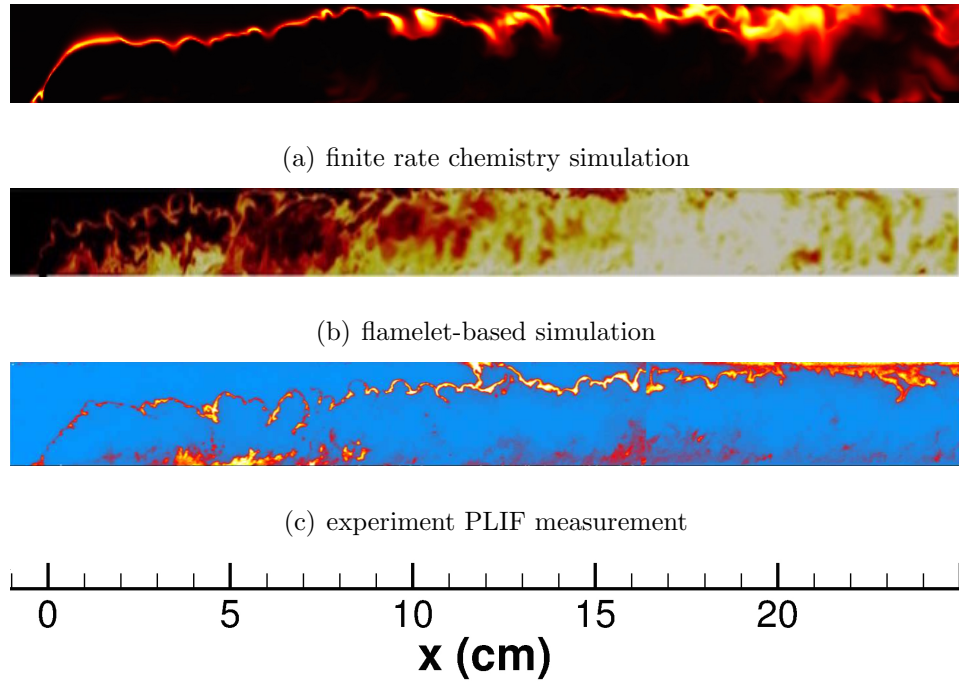 (a) finite rate chemistry simulation
(b) flamelet-based simulation
(c) experiment PLIF measurement
0 5 10 15 20
x (cm)